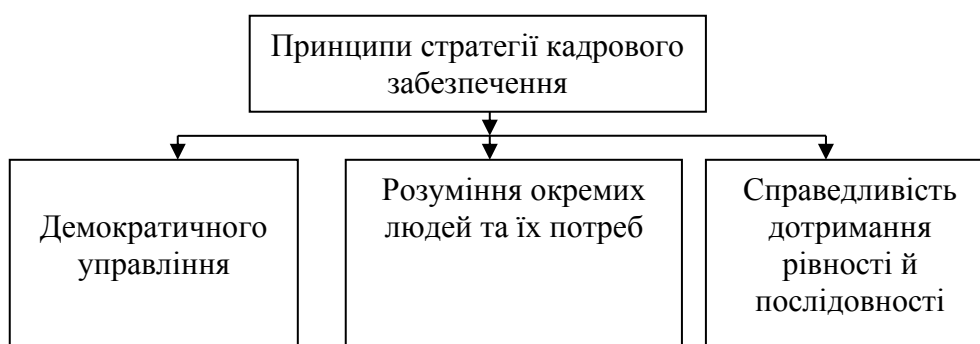 Принципи стратегії кадрового
забезпечення
Демократичного
управління
Розуміння окремих
людей та їх потреб
Справедливість
дотримання
рівності й
послідовності